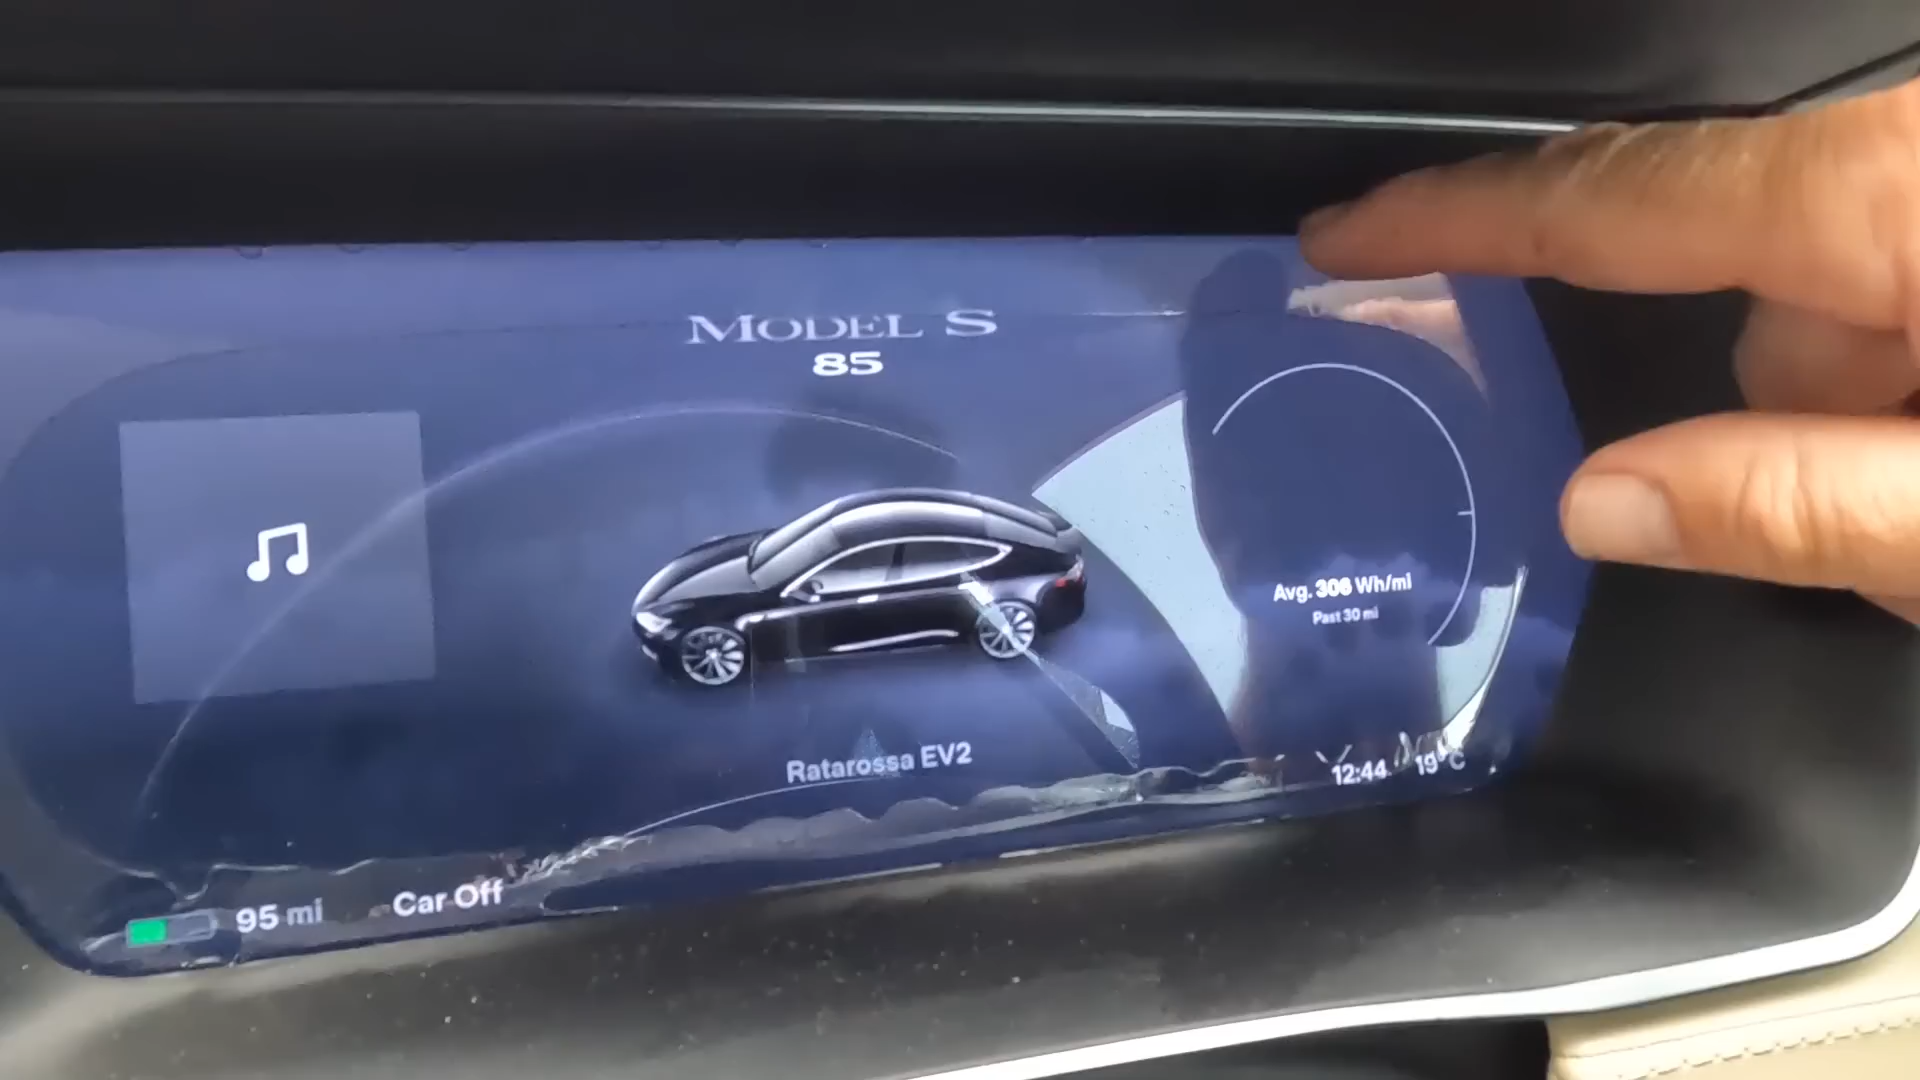 MODEL S
85
Avg. 306 Wh/mi
Past 30 mi
Ratarossa EV2
12:44 19°C
95 mi Car Off